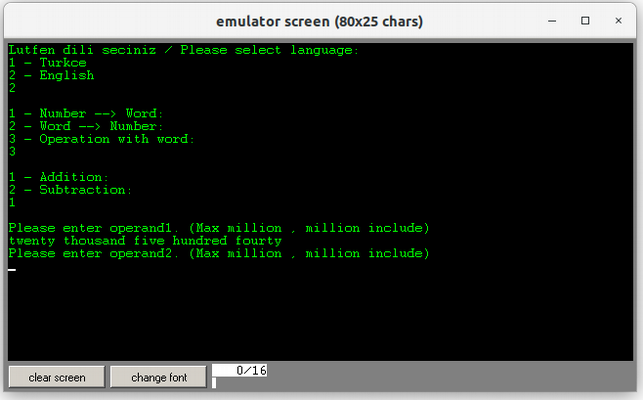 emulator screen (80x25 chars)
Lutfen dili seciniz / Please select language:
1 - Turkce
2 - English
2
1 - Number --> Word:
2 - Word --> Number:
3 - Operation with word:
3
1 - Addition:
2 - Subtraction:
1
Please enter operand1. (Max million , million include)
twenty thousand five hundred fourty
Please enter operand2. (Max million , million include)
clear screen change font 0/16